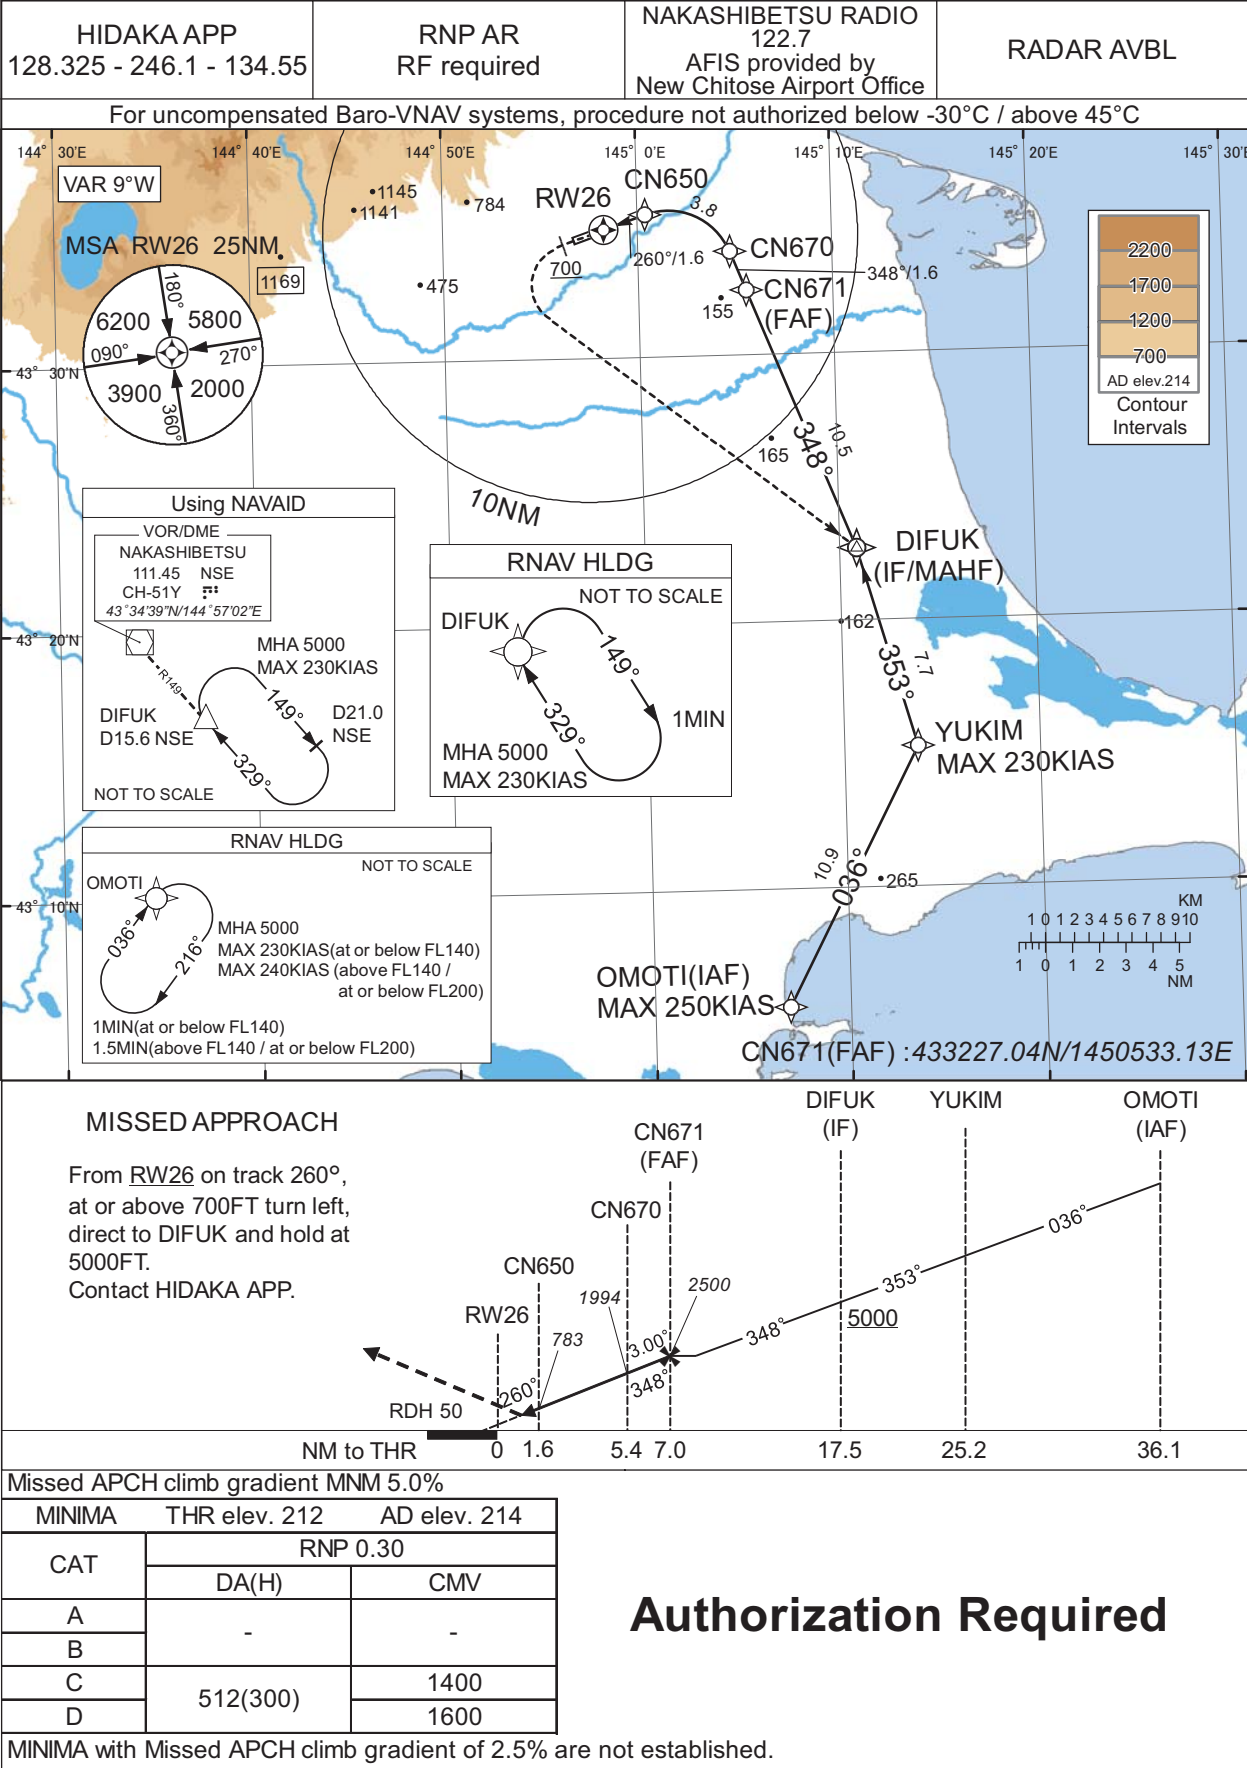 HIDAKA APP
128.325 - 246.1 - 134.55
RNP AR
RF required
NAKASHIBETSU RADIO
122.7
AFIS provided by
New Chitose Airport Office
RADAR AVBL
For uncompensated Baro-VNAV systems, procedure not authorized below -30°C / above 45°C
144° 30'E
144° 40'E
144° 50'E
145° 0'E
145° 10'E
145° 20'E
145° 30'E
VAR 9°W
1145
1141
784
RW26
CN650
3.8
CN670
348°/1.6
CN671
(FAF)
155
260°/1.6
700
475
MSA RW26 25NM
1169
180°
6200
5800
090°
270°
3900
2000
360°
43° 30'N
2200
1700
1200
700
AD elev.214
Contour
Intervals
348°
10.5
165
10NM
Using NAVAID
VOR/DME
NAKASHIBETSU
111.45 NSE
CH-51Y
43°34'39"N/144°57'02"E
43° 20'N
R149
MHA 5000
MAX 230KIAS
149°
DIFUK
D15.6 NSE
D21.0
NSE
329°
NOT TO SCALE
RNAV HLDG
NOT TO SCALE
DIFUK
149°
1MIN
329°
MHA 5000
MAX 230KIAS
DIFUK
(IF/MAHF)
162
353°
7.7
YUKIM
MAX 230KIAS
RNAV HLDG
NOT TO SCALE
OMOTI
43° 10'N
036°
216°
MHA 5000
MAX 230KIAS(at or below FL140)
MAX 240KIAS (above FL140 /
at or below FL200)
1MIN(at or below FL140)
1.5MIN(above FL140 / at or below FL200)
10.9
036°
265
KM
1 0 1 2 3 4 5 6 7 8 9 10
1 0 1 2 3 4 5
NM
OMOTI(IAF)
MAX 250KIAS
CN671(FAF) :433227.04N/1450533.13E
MISSED APPROACH
From RW26 on track 260°,
at or above 700FT turn left,
direct to DIFUK and hold at
5000FT.
Contact HIDAKA APP.
DIFUK
(IF)
YUKIM
OMOTI
(IAF)
CN671
(FAF)
CN670
CN650
RW26
1994
2500
783
3.00°
348°
260°
348°
353°
036°
5000
RDH 50
NM to THR
0 1.6 5.4 7.0 17.5 25.2 36.1
Missed APCH climb gradient MNM 5.0%
MINIMA THR elev. 212 AD elev. 214
CAT
RNP 0.30
DA(H) CMV
A
B
- -
C
D
512(300)
1400
1600
Authorization Required
MINIMA with Missed APCH climb gradient of 2.5% are not established.